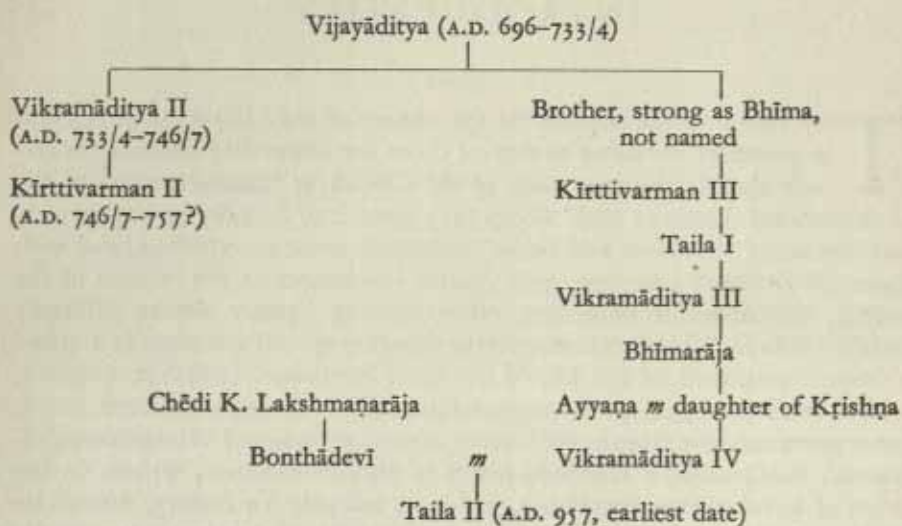 Vijayāditya (A.D. 696–733/4)
Vikramāditya II
(A.D. 733/4–746/7)
Brother, strong as Bhīma,
not named
Kīrttivarman II
(A.D. 746/7–757?)
Kīrttivarman III
Taila I
Vikramāditya III
Bhīmarāja
Chēdi K. Lakshmaṇarāja
Ayyaṇa m daughter of Kṛishṇa
Bonthādevī m Vikramāditya IV
Taila II (A.D. 957, earliest date)